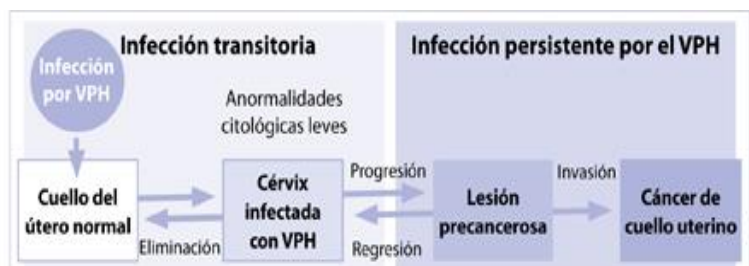 Infección transitoria
Infección persistente por el VPH
Infección
por VPH
Anormalidades
citológicas leves
Cuello del
útero normal
Eliminación
Cérvix
infectada
con VPH
Progresión
Regresión
Lesión
precancerosa
Invasión
Cáncer de
cuello uterino